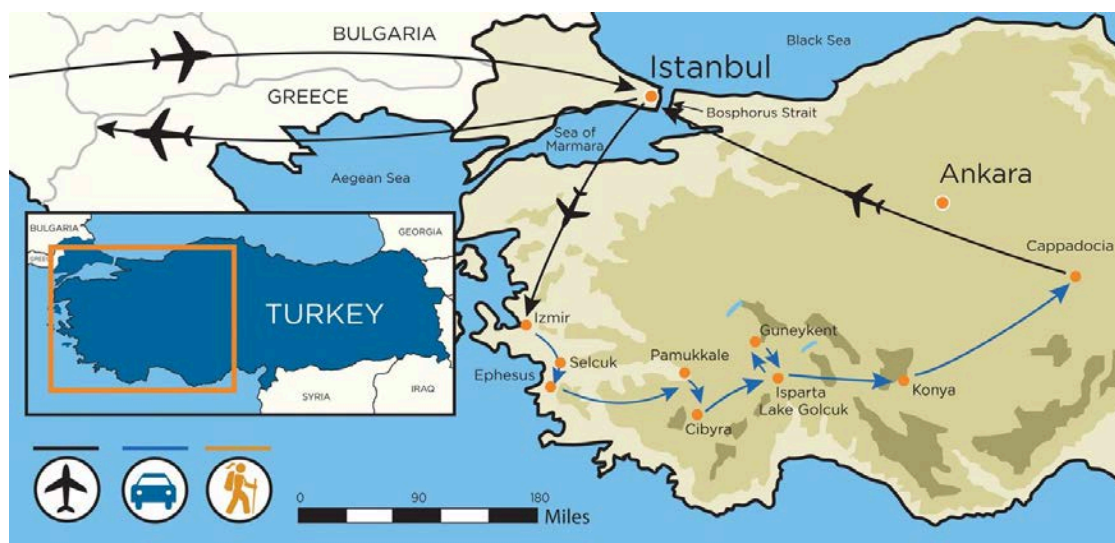 BULGARIA
Black Sea
Istanbul
GREECE
Bosphorus Strait
Sea of
Marmara
Aegean Sea
Ankara
BULGARIA
GEORGIA
Cappadocia
TURKEY
Izmir
Guneykent
Selcuk
Pamukkale
Ephesus
Isparta
Lake Golcuk
Konya
IRAQ
SYRIA
Cibyra
0 90 180
Miles